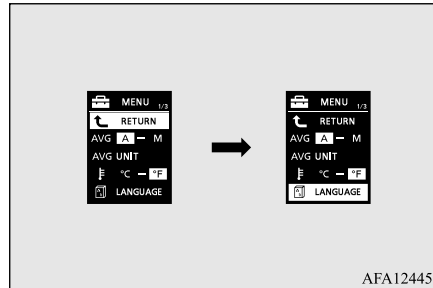 MENU 1/3
RETURN
AVG A – M
AVG UNIT
°C – °F
LANGUAGE
MENU 1/3
RETURN
AVG A – M
AVG UNIT
°C – °F
LANGUAGE
AFA12445